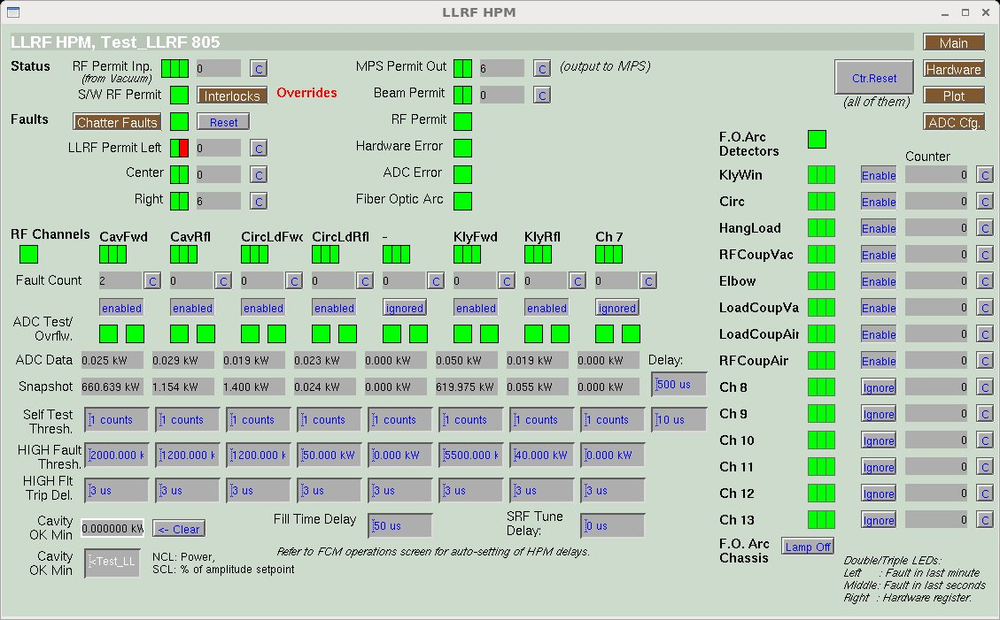 LLRF HPM
LLRF HPM, Test_LLRF 805
Main
Status RF Permit Inp. 0 C MPS Permit Out 6 C (output to MPS)
(from Vacuum)
Hardware
Ctr.Reset
S/W RF Permit Interlocks Overrides Beam Permit 0 C
(all of them)
Plot
Faults Chatter Faults Reset RF Permit
ADC Cfg.
LLRF Permit Left 0 C Hardware Error
F.O.Arc
Detectors
Counter
Center 0 C ADC Error
Right 6 C Fiber Optic Arc
KlyWin Enable 0 C
Circ Enable 0 C
HangLoad Enable 0 C
RFCoupVac Enable 0 C
Elbow Enable 0 C
LoadCoupVa Enable 0 C
LoadCoupAir Enable 0 C
RFCoupAir Enable 0 C
Ch 8 Ignore 0 C
Ch 9 Ignore 0 C
Ch 10 Ignore 0 C
Ch 11 Ignore 0 C
Ch 12 Ignore 0 C
Ch 13 Ignore 0 C
F.O. Arc
Chassis
Lamp Off
RF Channels CavFwd CavRfl CircLdFwc CircLdRfl - KlyFwd KlyRfl Ch 7
Fault Count 2 C 0 C 0 C 0 C 0 C 0 C 0 C 0 C
enabled enabled enabled enabled ignored enabled enabled ignored
ADC Test/
Ovrflw.
ADC Data 0.025 kW 0.029 kW 0.019 kW 0.023 kW 0.000 kW 0.050 kW 0.019 kW 0.000 kW Delay:
Snapshot 660.639 kW 1.154 kW 1.400 kW 0.024 kW 0.000 kW 619.975 kW 0.055 kW 0.000 kW 500 us
Self Test
Thresh.
1 counts 1 counts 1 counts 1 counts 1 counts 1 counts 1 counts 1 counts 10 us
HIGH Fault
Thresh.
2000.000 k 1200.000 k 1200.000 k 50.000 kW 0.000 kW 5500.000 k 40.000 kW 0.000 kW
HIGH Flt
Trip Del.
3 us 3 us 3 us 3 us 3 us 3 us 3 us 3 us
Cavity
OK Min
0.000000 kW <- Clear
Fill Time Delay 50 us
SRF Tune
Delay:
0 us
Cavity
OK Min
<Test_LL
NCL: Power,
SCL: % of amplitude setpoint
Refer to FCM operations screen for auto-setting of HPM delays.
Double/Triple LEDs:
Left : Fault in last minute
Middle: Fault in last seconds
Right : Hardware register.